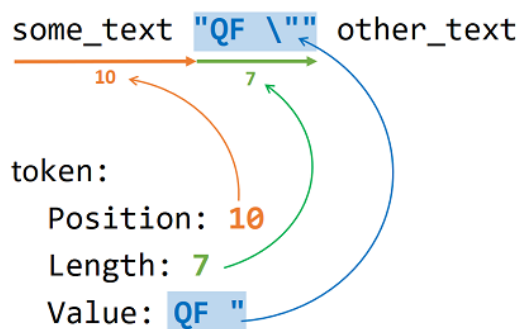 some_text "QF \"" other_text
10 7
token:
Position: 10
Length: 7
Value: QF "